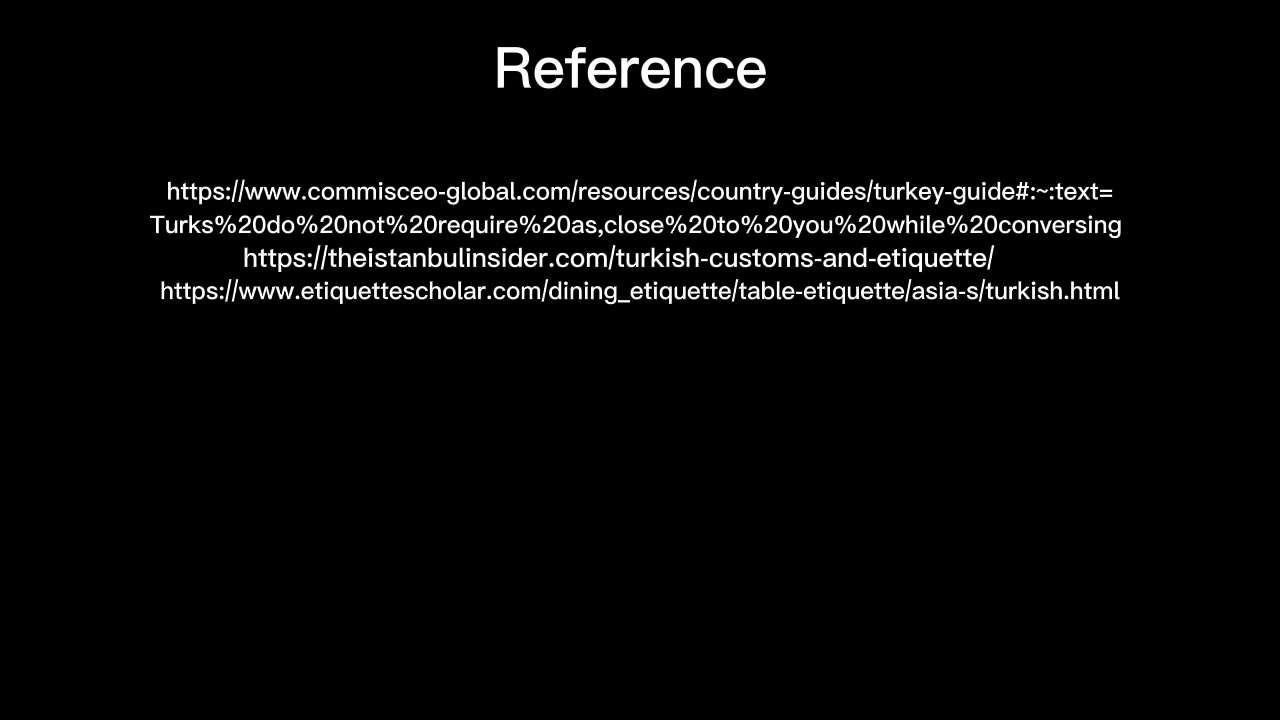 Reference
https://www.commisceo-global.com/resources/country-guides/turkey-guide#:~:text=
Turks%20do%20not%20require%20as,close%20to%20you%20while%20conversing
https://theistanbulinsider.com/turkish-customs-and-etiquette/
https://www.etiquettescholar.com/dining_etiquette/table-etiquette/asia-s/turkish.html